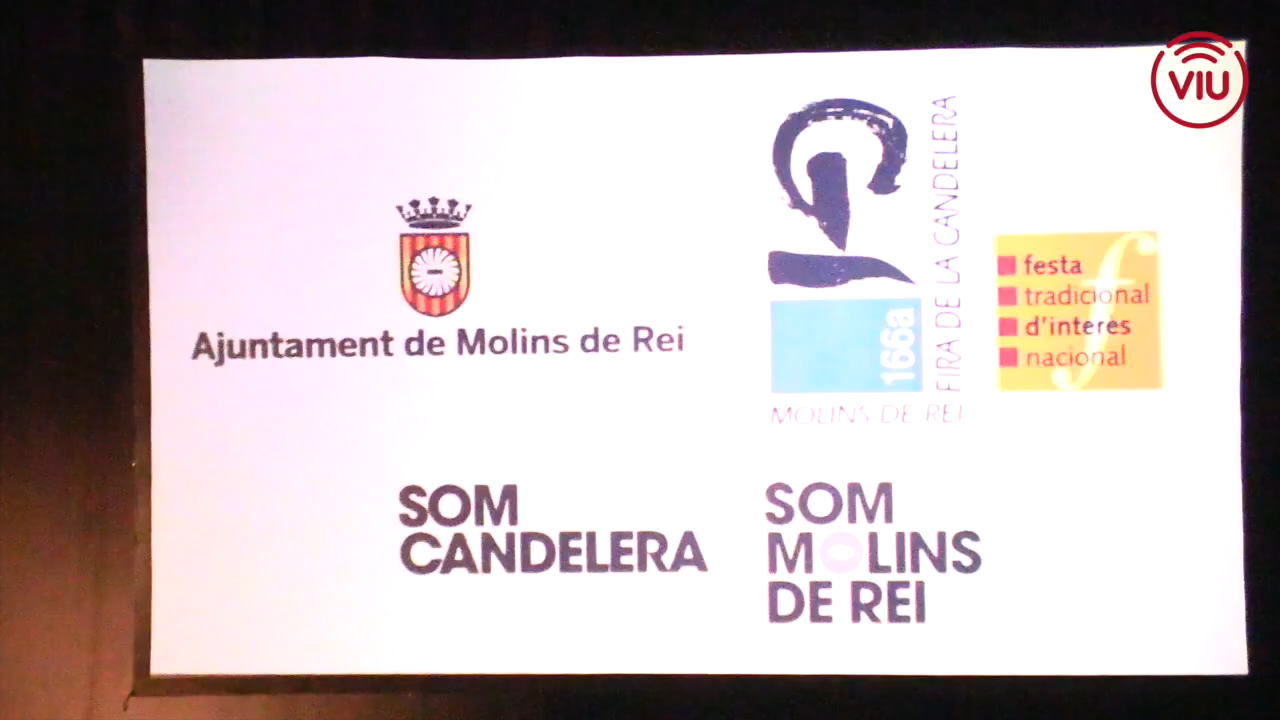 VIU
Ajuntament de Molins de Rei
166a
FIRA DE LA CANDELERA
MOLINS DE REI
festa
tradicional
d'interes
nacional
SOM
CANDELERA
SOM
MOLINS
DE REI